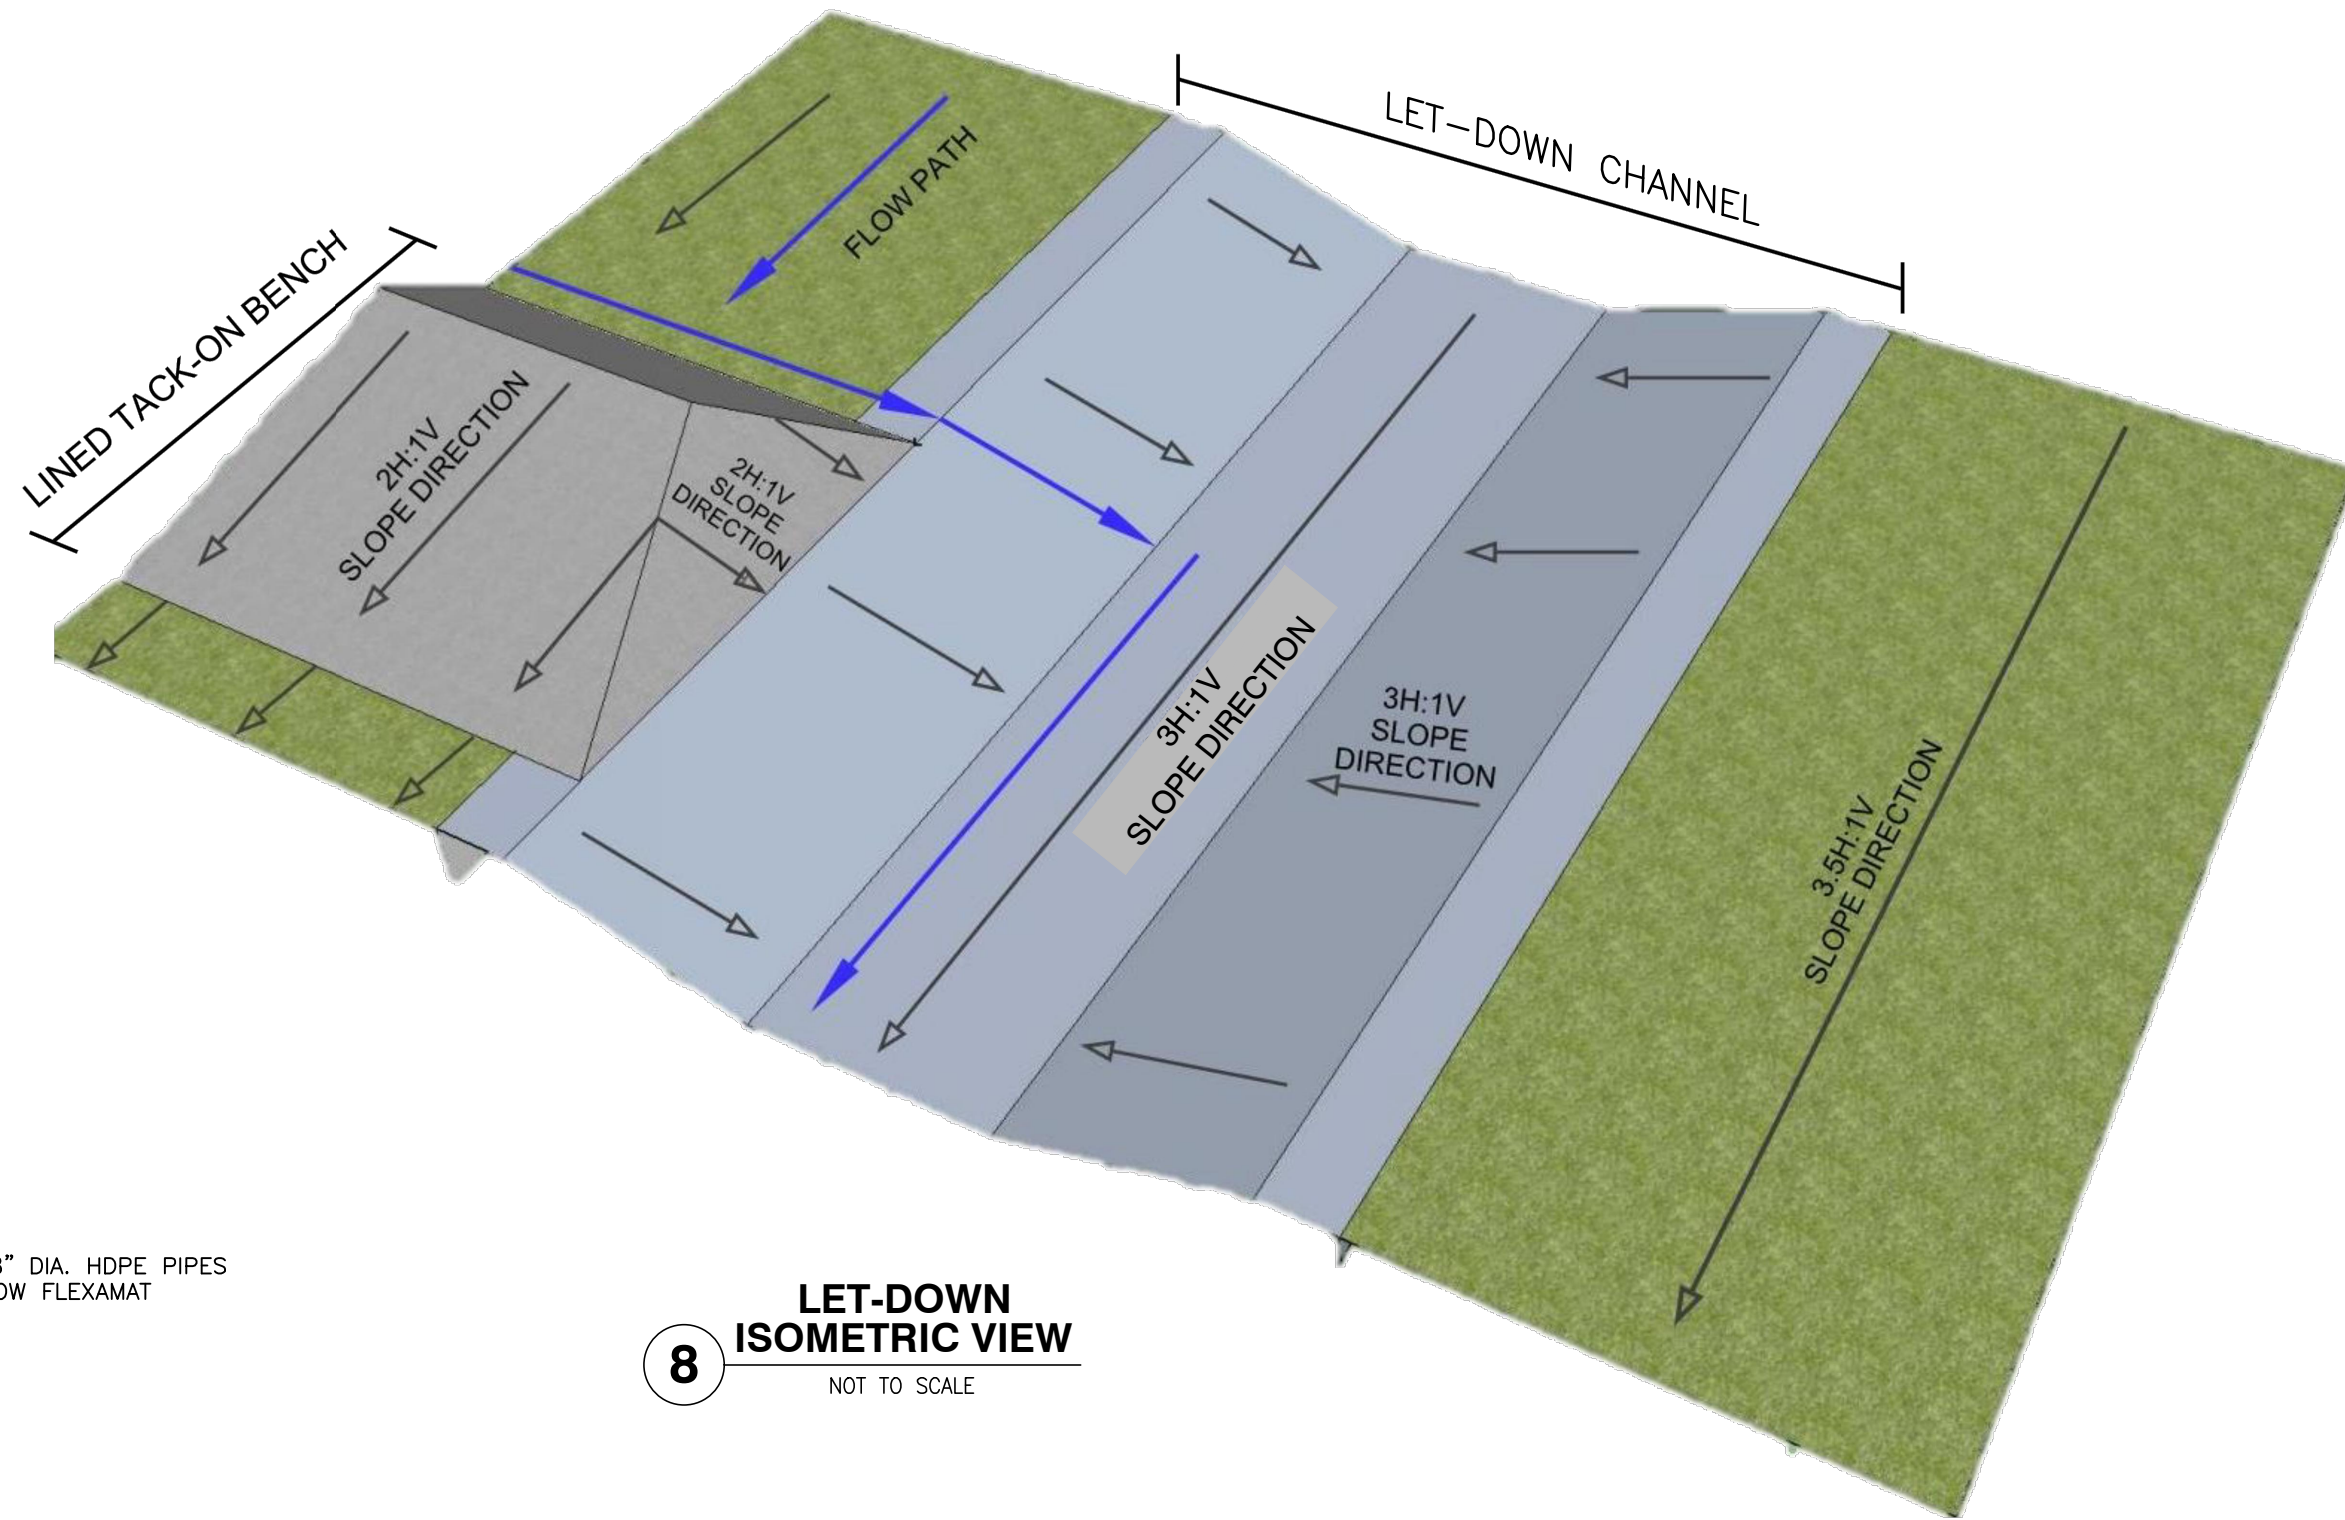 LET-DOWN CHANNEL
FLOW PATH
LINED TACK-ON BENCH
2H:1V
SLOPE DIRECTION
2H:1V
SLOPE
DIRECTION
3H:1V
SLOPE DIRECTION
3H:1V
SLOPE
DIRECTION
3.5H:1V
SLOPE DIRECTION
DIA. HDPE PIPES
FLEXAMAT
LET-DOWN
ISOMETRIC VIEW
8
NOT TO SCALE